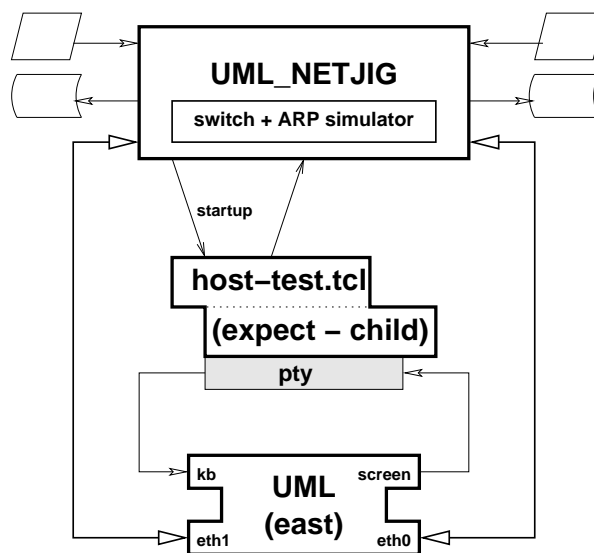 UML_NETJIG
switch + ARP simulator
startup
host−test.tcl
(expect − child)
pty
kb
screen
UML
(east)
eth1
eth0